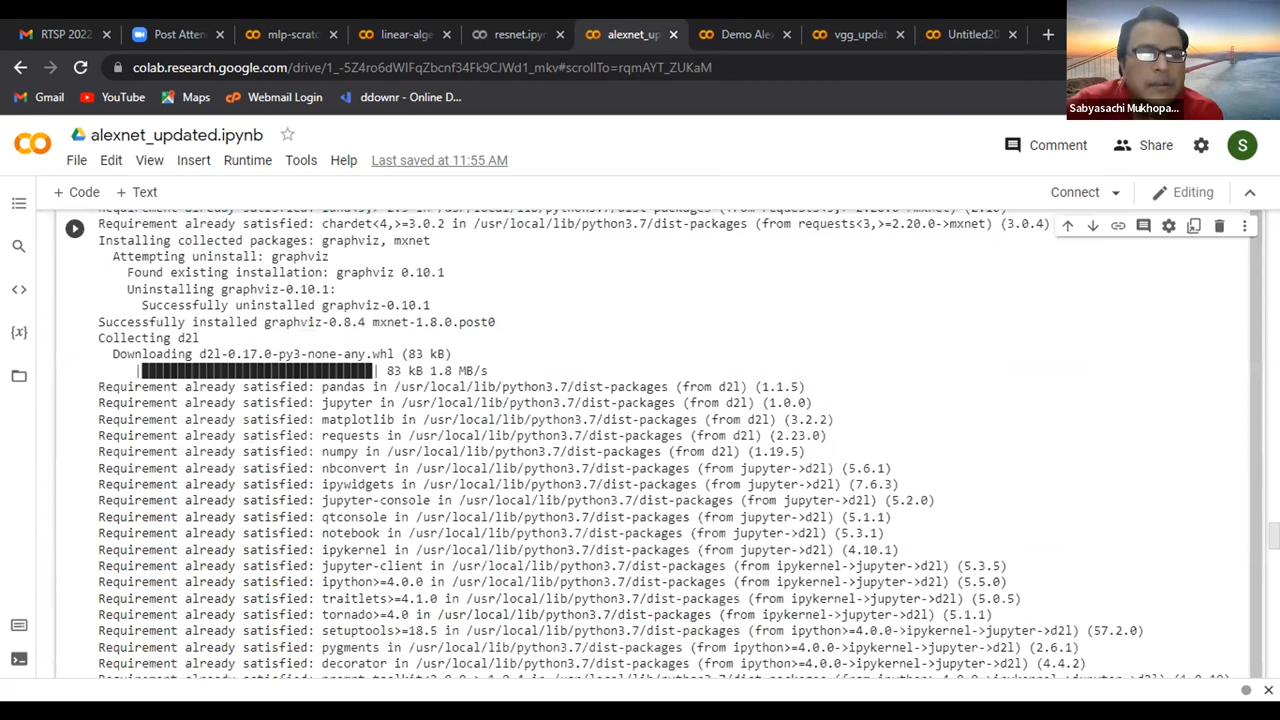 RTSP 2022
Post Atten
mlp-scratc
linear-alge
resnet.ipyn
alexnet_up
Demo Alex
vgg_updat
Untitled20
colab.research.google.com/drive/1_-5Z4ro6dWIFqZbcnf34Fk9CJWd1_mkv#scrollTo=rqmAYT_ZUKaM
Gmail
YouTube
Maps
Webmail Login
ddownr - Online D...
Sabyasachi Mukhopa...
alexnet_updated.ipynb
Comment
Share
S
File Edit View Insert Runtime Tools Help Last saved at 11:55 AM
+ Code + Text
Connect
Editing
Requirement already satisfied: chardet<4,>=3.0.2 in /usr/local/lib/python3.7/dist-packages (from requests<3,>=2.20.0->mxnet) (3.0.4)
Installing collected packages: graphviz, mxnet
Attempting uninstall: graphviz
Found existing installation: graphviz 0.10.1
Uninstalling graphviz-0.10.1:
Successfully uninstalled graphviz-0.10.1
Successfully installed graphviz-0.8.4 mxnet-1.8.0.post0
Collecting d2l
Downloading d2l-0.17.0-py3-none-any.whl (83 kB)
83 kB 1.8 MB/s
Requirement already satisfied: pandas in /usr/local/lib/python3.7/dist-packages (from d2l) (1.1.5)
Requirement already satisfied: jupyter in /usr/local/lib/python3.7/dist-packages (from d2l) (1.0.0)
Requirement already satisfied: matplotlib in /usr/local/lib/python3.7/dist-packages (from d2l) (3.2.2)
Requirement already satisfied: requests in /usr/local/lib/python3.7/dist-packages (from d2l) (2.23.0)
Requirement already satisfied: numpy in /usr/local/lib/python3.7/dist-packages (from d2l) (1.19.5)
Requirement already satisfied: nbconvert in /usr/local/lib/python3.7/dist-packages (from jupyter->d2l) (5.6.1)
Requirement already satisfied: ipywidgets in /usr/local/lib/python3.7/dist-packages (from jupyter->d2l) (7.6.3)
Requirement already satisfied: jupyter-console in /usr/local/lib/python3.7/dist-packages (from jupyter->d2l) (5.2.0)
Requirement already satisfied: qtconsole in /usr/local/lib/python3.7/dist-packages (from jupyter->d2l) (5.1.1)
Requirement already satisfied: notebook in /usr/local/lib/python3.7/dist-packages (from jupyter->d2l) (5.3.1)
Requirement already satisfied: ipykernel in /usr/local/lib/python3.7/dist-packages (from jupyter->d2l) (4.10.1)
Requirement already satisfied: jupyter-client in /usr/local/lib/python3.7/dist-packages (from ipykernel->jupyter->d2l) (5.3.5)
Requirement already satisfied: ipython>=4.0.0 in /usr/local/lib/python3.7/dist-packages (from ipykernel->jupyter->d2l) (5.5.0)
Requirement already satisfied: traitlets>=4.1.0 in /usr/local/lib/python3.7/dist-packages (from ipykernel->jupyter->d2l) (5.0.5)
Requirement already satisfied: tornado>=4.0 in /usr/local/lib/python3.7/dist-packages (from ipykernel->jupyter->d2l) (5.1.1)
Requirement already satisfied: setuptools>=18.5 in /usr/local/lib/python3.7/dist-packages (from ipython>=4.0.0->ipykernel->jupyter->d2l) (57.2.0)
Requirement already satisfied: pygments in /usr/local/lib/python3.7/dist-packages (from ipython>=4.0.0->ipykernel->jupyter->d2l) (2.6.1)
Requirement already satisfied: decorator in /usr/local/lib/python3.7/dist-packages (from ipython>=4.0.0->ipykernel->jupyter->d2l) (4.4.2)